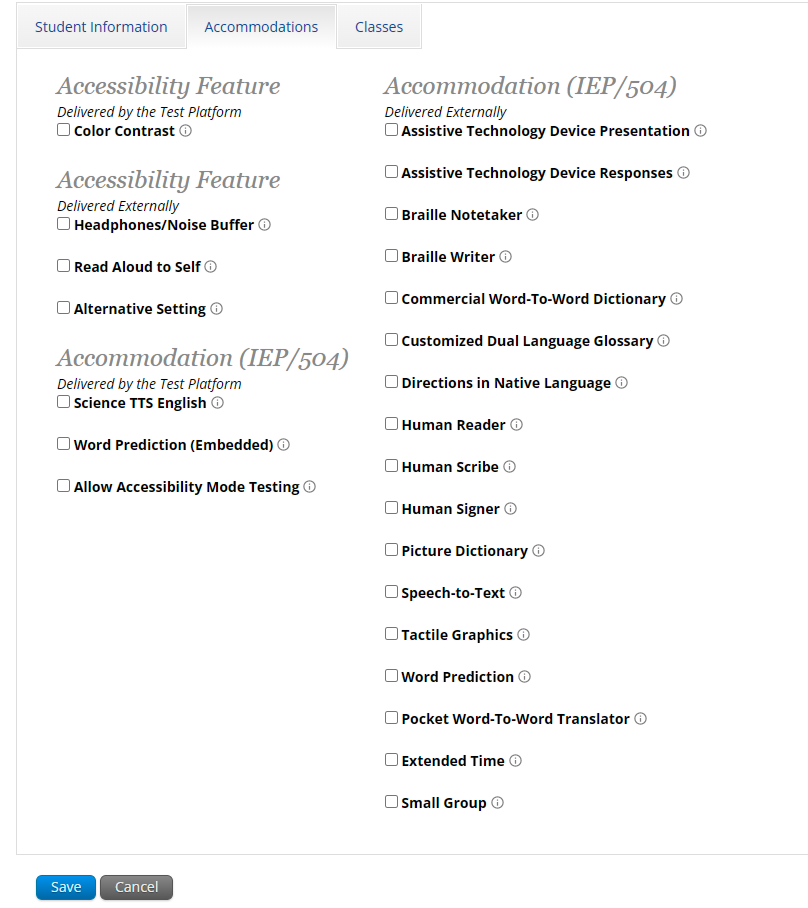 Student Information
Accommodations
Classes
Accessibility Feature
Delivered by the Test Platform
Color Contrast
Accessibility Feature
Delivered Externally
Headphones/Noise Buffer
Read Aloud to Self
Alternative Setting
Accommodation (IEP/504)
Delivered by the Test Platform
Science TTS English
Word Prediction (Embedded)
Allow Accessibility Mode Testing
Accommodation (IEP/504)
Delivered Externally
Assistive Technology Device Presentation
Assistive Technology Device Responses
Braille Notetaker
Braille Writer
Commercial Word-To-Word Dictionary
Customized Dual Language Glossary
Directions in Native Language
Human Reader
Human Scribe
Human Signer
Picture Dictionary
Speech-to-Text
Tactile Graphics
Word Prediction
Pocket Word-To-Word Translator
Extended Time
Small Group
Save
Cancel